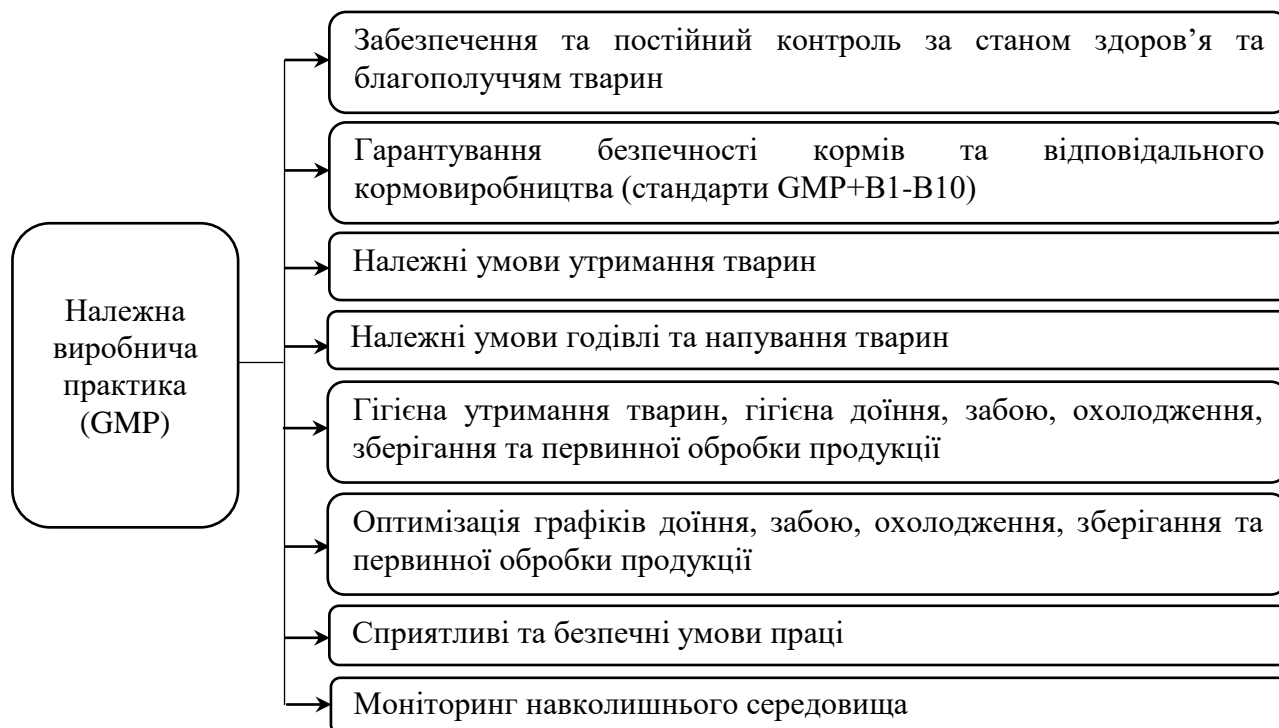 Забезпечення та постійний контроль за станом здоров’я та
благополуччям тварин
Гарантування безпечності кормів та відповідального
кормовиробництва (стандарти GMP+B1-B10)
Належні умови утримання тварин
Належна
виробнича
практика
(GMP)
Належні умови годівлі та напування тварин
Гігієна утримання тварин, гігієна доїння, забою, охолодження,
зберігання та первинної обробки продукції
Оптимізація графіків доїння, забою, охолодження, зберігання та
первинної обробки продукції
Сприятливі та безпечні умови праці
Моніторинг навколишнього середовища